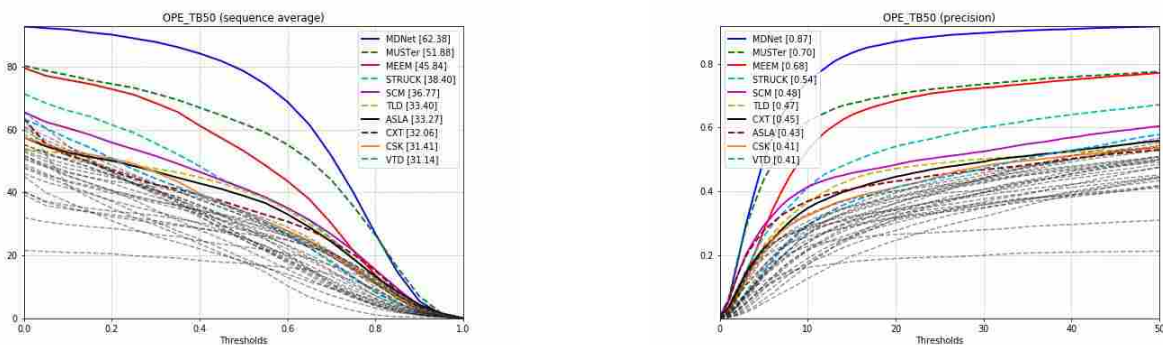 OPE_TB50 (sequence average)
80
60
40
20
0
0.0
0.2
0.4
0.6
0.8
1.0
Thresholds
MDNet [62.38]
MUSTer [51.88]
MEEM [45.84]
STRUCK [38.40]
SCM [36.77]
TLD [33.40]
ASLA [33.27]
CXT [32.06]
CSK [31.41]
VTD [31.14]
OPE_TB50 (precision)
0.8
0.6
0.4
0.2
0
10
20
30
40
50
Thresholds
MDNet [0.87]
MUSTer [0.70]
MEEM [0.68]
STRUCK [0.54]
SCM [0.48]
TLD [0.47]
CXT [0.45]
ASLA [0.43]
CSK [0.41]
VTD [0.41]